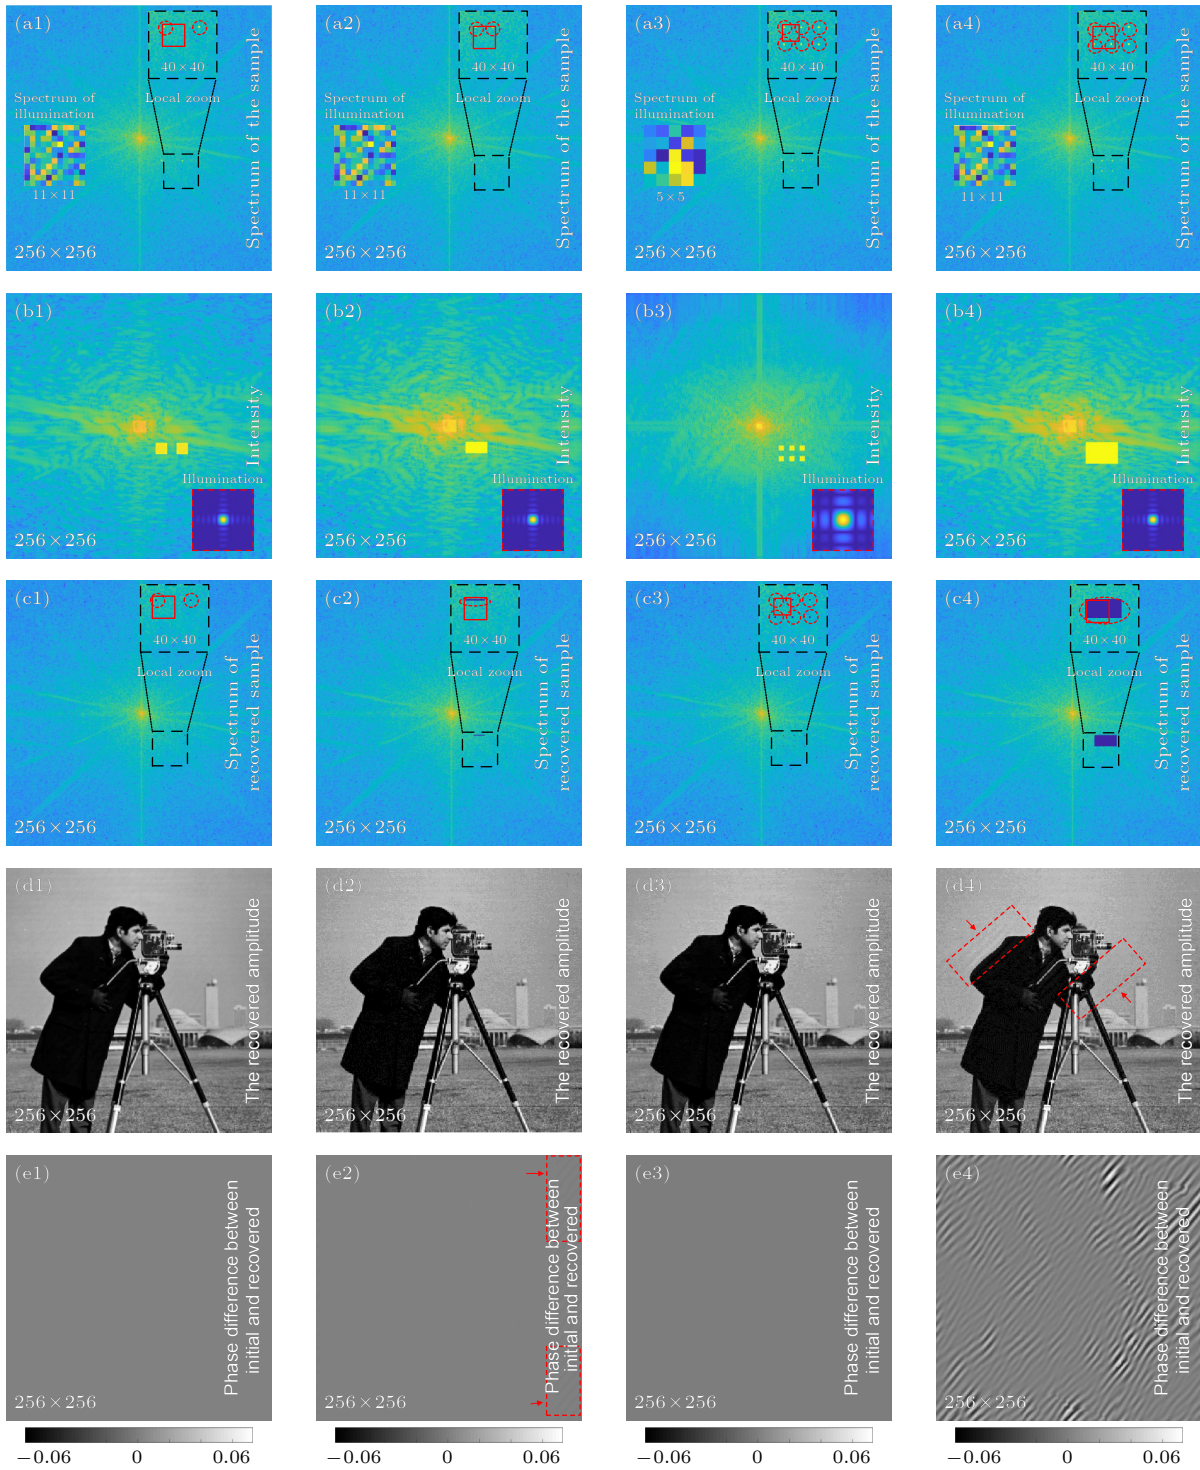 (a1)
40×40
Local zoom
Spectrum of
illumination
11×11
256×256
Spectrum of the sample
(a2)
40×40
Local zoom
Spectrum of
illumination
11×11
256×256
Spectrum of the sample
(a3)
40×40
Local zoom
Spectrum of
illumination
5×5
256×256
Spectrum of the sample
(a4)
40×40
Local zoom
Spectrum of
illumination
11×11
256×256
Spectrum of the sample
(b1)
Intensity
Illumination
256×256
(b2)
Intensity
Illumination
256×256
(b3)
Intensity
Illumination
256×256
(b4)
Intensity
Illumination
256×256
(c1)
40×40
Local zoom
Spectrum of
recovered sample
256×256
(c2)
40×40
Local zoom
Spectrum of
recovered sample
256×256
(c3)
40×40
Local zoom
Spectrum of
recovered sample
256×256
(c4)
40×40
Local zoom
Spectrum of
recovered sample
256×256
(d1)
The recovered amplitude
256×256
(d2)
The recovered amplitude
256×256
(d3)
The recovered amplitude
256×256
(d4)
The recovered amplitude
256×256
(e1)
Phase difference between
initial and recovered
256×256
(e2)
Phase difference between
initial and recovered
256×256
(e3)
Phase difference between
initial and recovered
256×256
(e4)
Phase difference between
initial and recovered
256×256
−0.06 0 0.06
−0.06 0 0.06
−0.06 0 0.06
−0.06 0 0.06